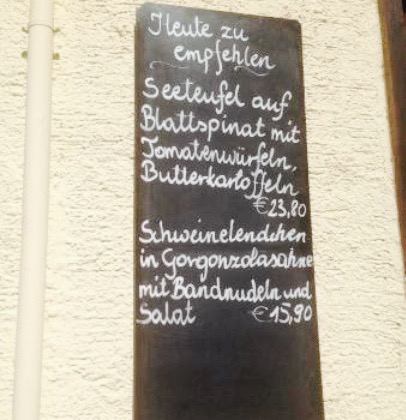 Heute zu
empfehlen
Seeteufel auf
Blattspinat mit
Tomatenwürfeln,
Butterkartoffeln
€ 23,80
Schweinelendchen
in Gorgonzolasahne
mit Bandnudeln und
Salat € 15,90